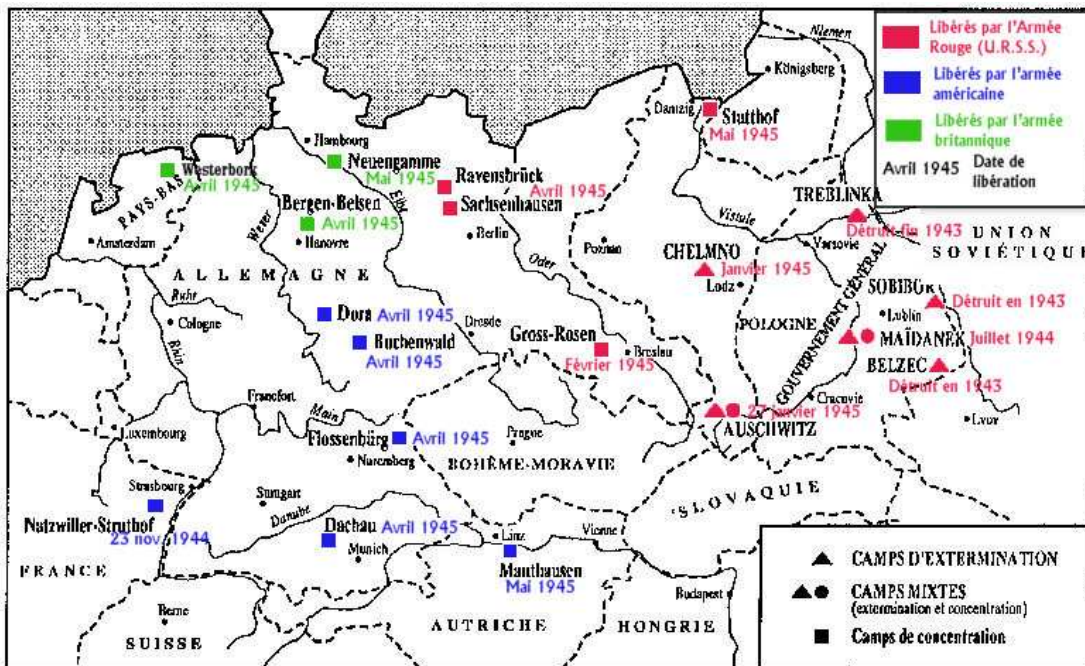 Niemen
Königsberg
Libérés par l'Armée
Rouge (U.R.S.S.)
Libérés par l'armée
américaine
Libérés par l'armée
britannique
Avril 1945
Date de
libération
Dantzig
Statthof
Mai 1945
Hambourg
Neuengamme
Mai 1945
Westerbork
Avril 1945
PAYS-BAS
Ravensbrück
Avril 1945
Sachsenhausen
Elbe
Bergen-Belsen
Avril 1945
Weser
Hanovre
Berlin
Amsterdam
TREBLINKA
Détruit fin 1943
Vistule
Varsovie
UNION
SOVIÉTIQUE
Poznan
CHELMNO
Janvier 1945
Lodz
Oder
ALLEMAGNE
SOBIBOR
Détruit en 1943
Lublin
Ruhr
Cologne
Rhin
Dora
Avril 1945
Buchenwald
Avril 1945
Dresde
Gross-Rosen
Février 1945
Breslau
POLOGNE
GOUVERNEMENT GÉNÉRAL
MAÏDANEK
Juillet 1944
BELZEC
Détruit en 1943
Cracovie
Lvov
27 janvier 1945
AUSCHWITZ
Francfort
Main
Luxembourg
Flossenbürg
Avril 1945
Nuremberg
Prague
BOHÊME-MORAVIE
SLOVAQUIE
Strasbourg
Natzwiller-Struthof
23 nov. 1944
Stuttgart
Danube
Dachau
Avril 1945
Munich
Linz
Vienne
Mauthausen
Mai 1945
FRANCE
Berne
SUISSE
AUTRICHE
HONGRIE
Budapest
CAMPS D'EXTERMINATION
CAMPS MIXTES
(extermination et concentration)
Camps de concentration